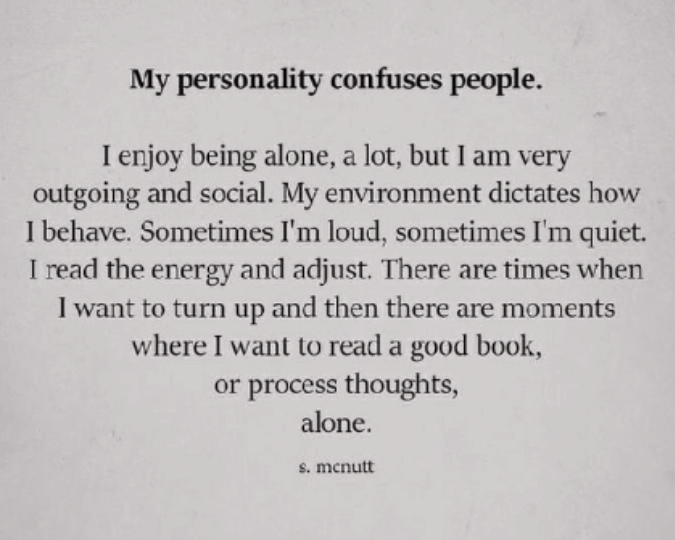 My personality confuses people.
I enjoy being alone, a lot, but I am very
outgoing and social. My environment dictates how
I behave. Sometimes I'm loud, sometimes I'm quiet.
I read the energy and adjust. There are times when
I want to turn up and then there are moments
where I want to read a good book,
or process thoughts,
alone.
s. mcnutt